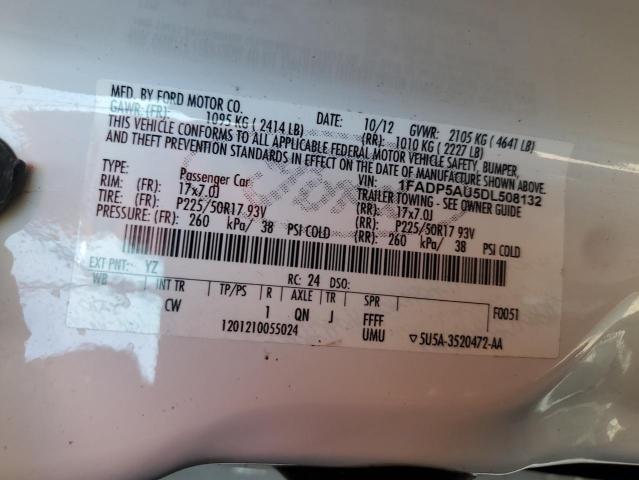 MFD. BY FORD MOTOR CO.
DATE: 10/12 GVWR: 2105 KG ( 4641 LB)
GAWR: (FR): 1095 KG ( 2414 LB) (RR): 1010 KG ( 2227 LB)
THIS VEHICLE CONFORMS TO ALL APPLICABLE FEDERAL MOTOR VEHICLE SAFETY, BUMPER,
AND THEFT PREVENTION STANDARDS IN EFFECT ON THE DATE OF MANUFACTURE SHOWN ABOVE.
VIN: 1FADP5AU5DL508132
TYPE: Passenger Car TRAILER TOWING - SEE OWNER GUIDE
RIM: (FR): 17x7.0J (RR): 17x7.0J
TIRE: (FR): P225/50R17 93V (RR): P225/50R17 93V
PRESSURE: (FR): 260 kPa/ 38 PSI COLD (RR): 260 kPa/ 38 PSI COLD
EXT PNT: YZ RC: 24 DSO: F0051
WB INT TR TP/PS R AXLE TR SPR
CW 1 QN J FFFF
1201210055024 UMU ▽5U5A-3520472-AA